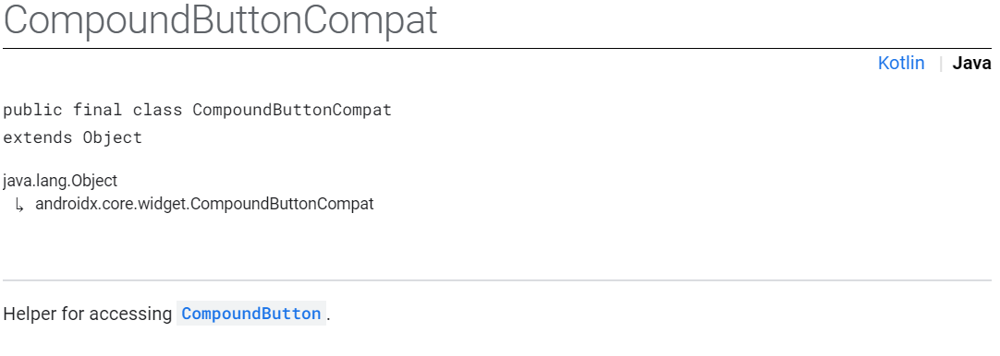 CompoundButtonCompat
Kotlin | Java
public final class CompoundButtonCompat
extends Object
java.lang.Object
↳ androidx.core.widget.CompoundButtonCompat
Helper for accessing CompoundButton.